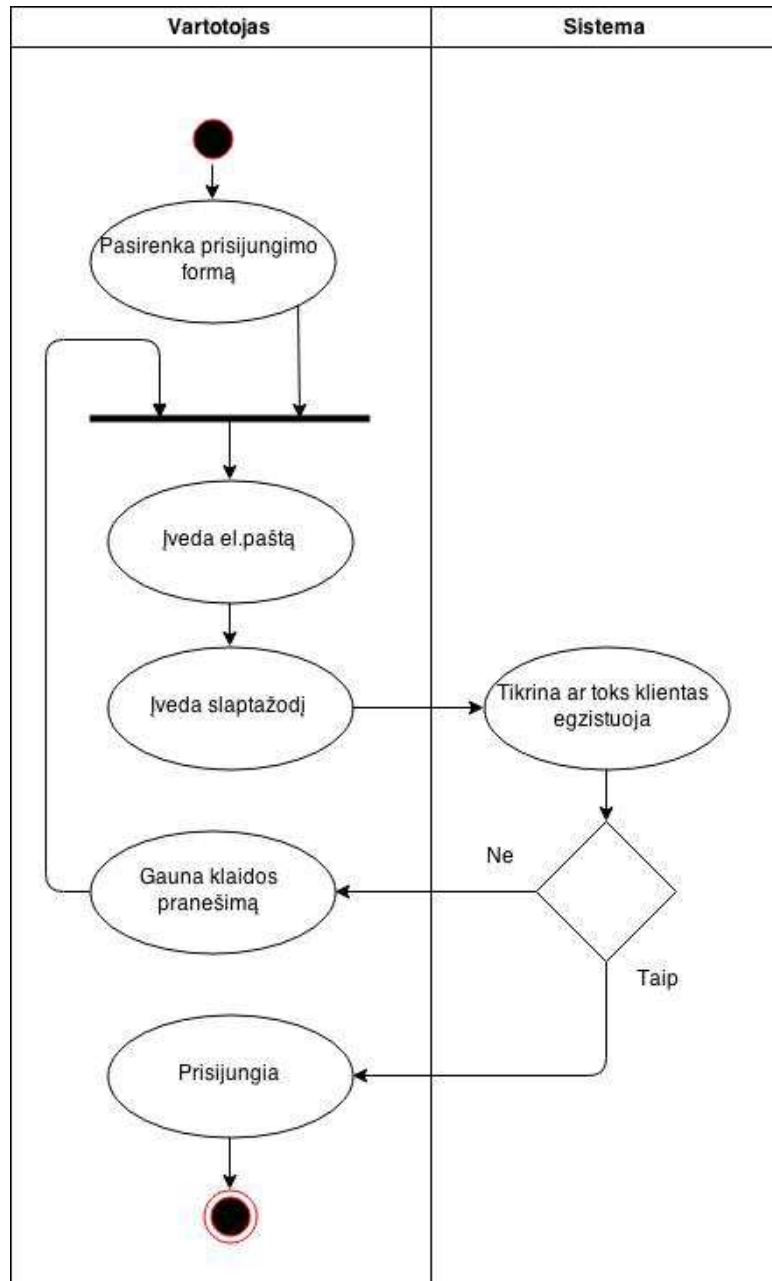 Vartotojas
Sistema
Pasirenka prisijungimo
formą
Įveda el.paštą
Įveda slaptažodį
Tikrina ar toks klientas
egzistuoja
Ne
Gauna klaidos
pranešimą
Taip
Prisijungia